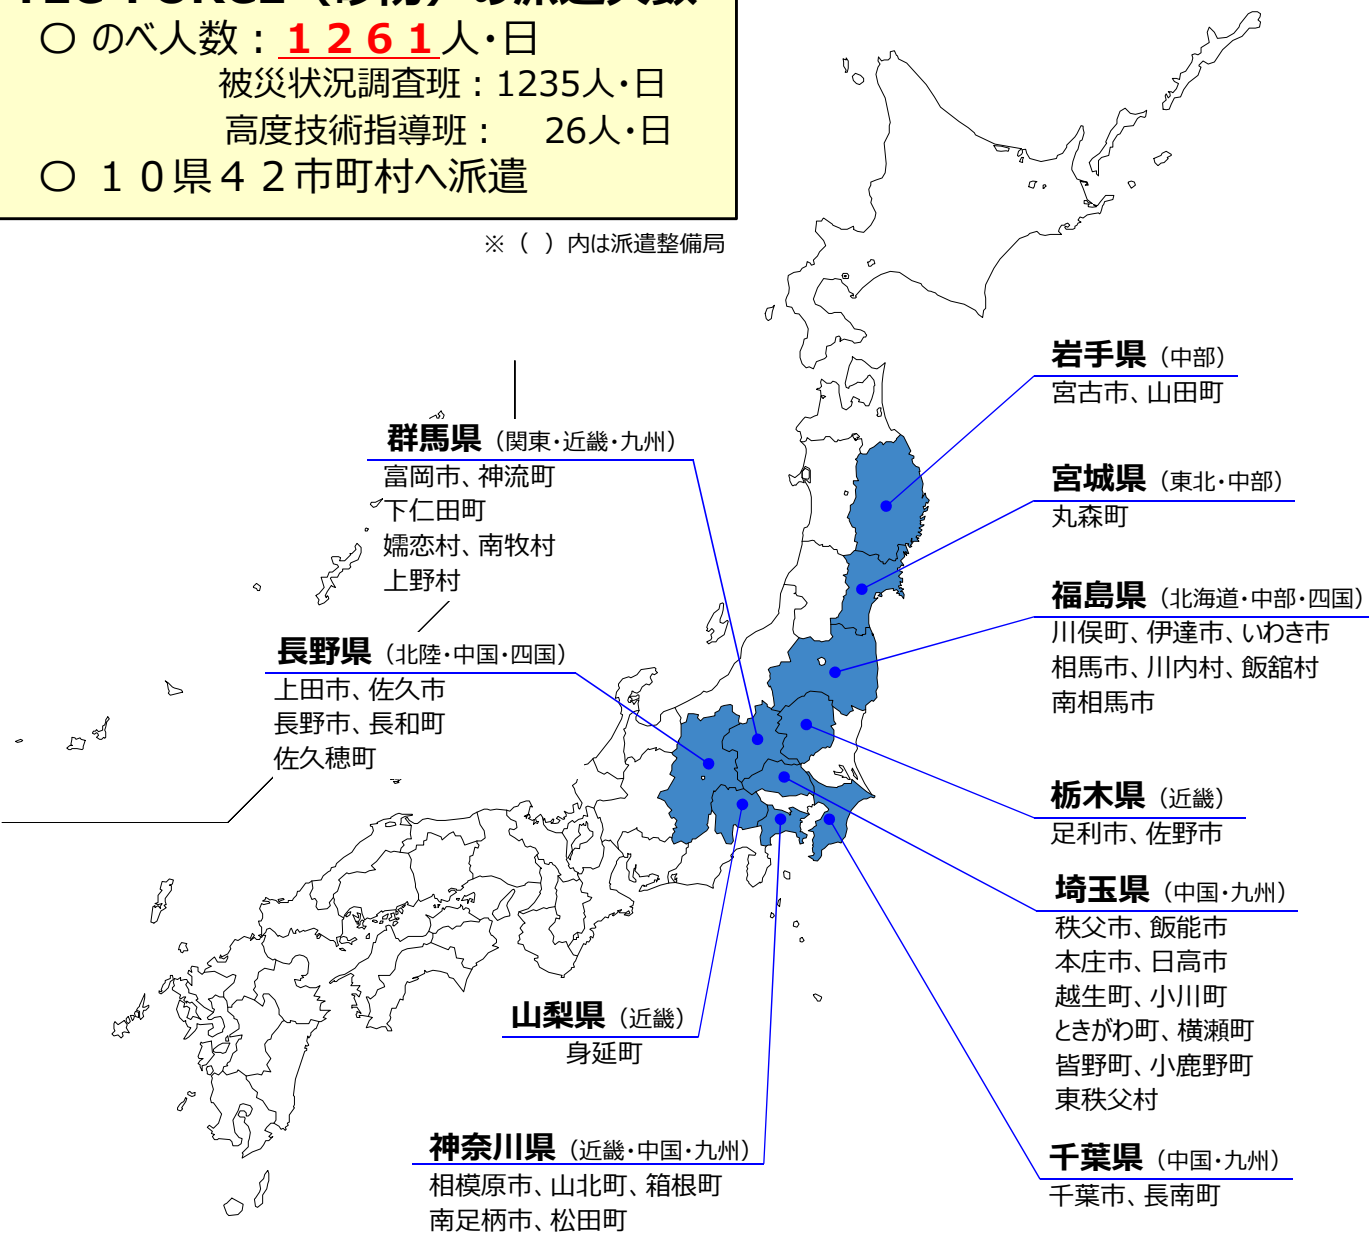 〇 のべ人数：１２６１人・日
被災状況調査班：1235人・日
高度技術指導班： 26人・日
〇 １０県４２市町村へ派遣
※（ ）内は派遣整備局
岩手県（中部）
宮古市、山田町
宮城県（東北・中部）
丸森町
福島県（北海道・中部・四国）
川俣町、伊達市、いわき市
相馬市、川内村、飯舘村
南相馬市
栃木県（近畿）
足利市、佐野市
埼玉県（中国・九州）
秩父市、飯能市
本庄市、日高市
越生町、小川町
ときがわ町、横瀬町
皆野町、小鹿野町
東秩父村
千葉県（中国・九州）
千葉市、長南町
群馬県（関東・近畿・九州）
富岡市、神流町
下仁田町
嬬恋村、南牧村
上野村
長野県（北陸・中国・四国）
上田市、佐久市
長野市、長和町
佐久穂町
山梨県（近畿）
身延町
神奈川県（近畿・中国・九州）
相模原市、山北町、箱根町
南足柄市、松田町